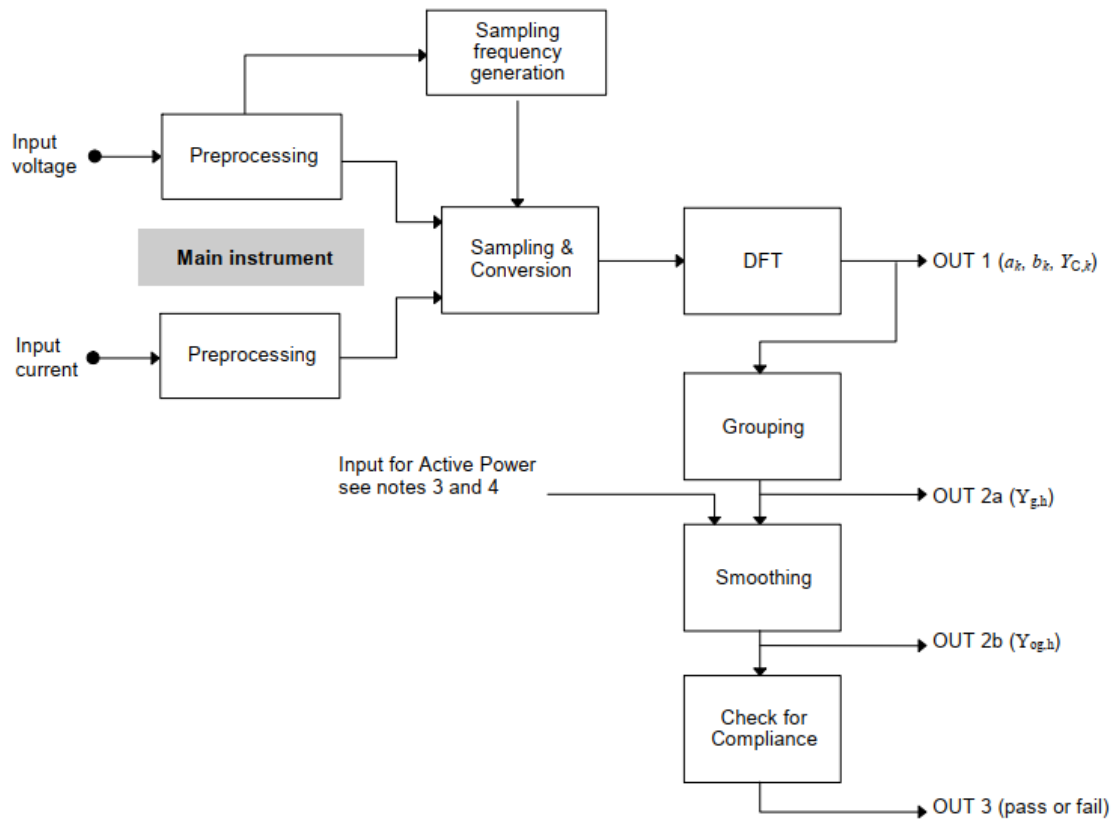 Sampling
frequency
generation
Input
voltage
Preprocessing
Main instrument
Sampling &
Conversion
DFT
OUT 1 (aₖ, bₖ, Y_C,k)
Input
current
Preprocessing
Grouping
Input for Active Power
see notes 3 and 4
OUT 2a (Y_g,h)
Smoothing
OUT 2b (Y_og,h)
Check for
Compliance
OUT 3 (pass or fail)